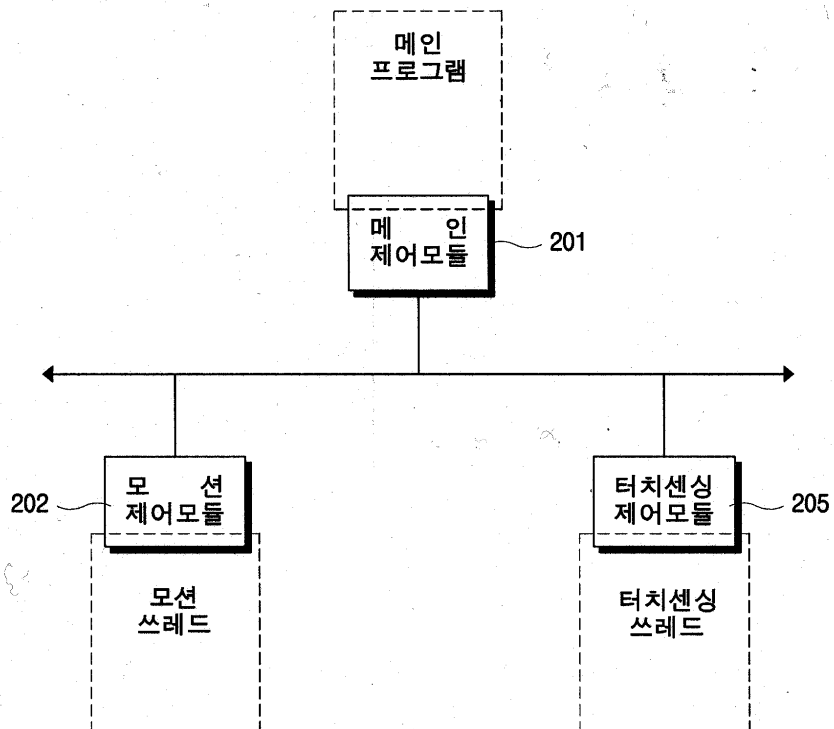 메인
프로그램
메 인
제어모듈
201
모 션
제어모듈
202
터치센싱
제어모듈
205
모션
쓰레드
터치센싱
쓰레드